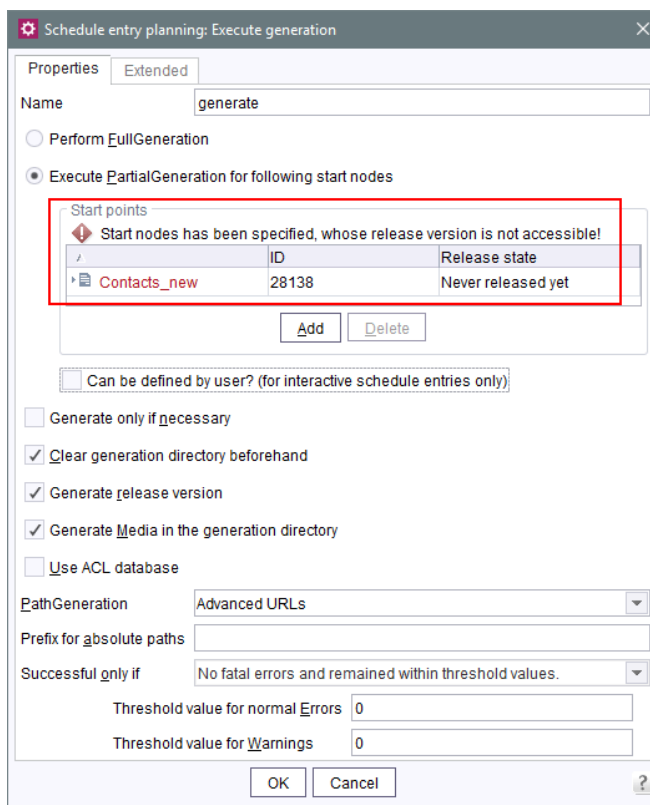 Schedule entry planning: Execute generation
Properties Extended
Name generate
Perform FullGeneration
Execute PartialGeneration for following start nodes
Start points
Start nodes has been specified, whose release version is not accessible!
ID Release state
Contacts_new 28138 Never released yet
Add Delete
Can be defined by user? (for interactive schedule entries only)
Generate only if necessary
Clear generation directory beforehand
Generate release version
Generate Media in the generation directory
Use ACL database
PathGeneration Advanced URLs
Prefix for absolute paths
Successful only if No fatal errors and remained within threshold values.
Threshold value for normal Errors 0
Threshold value for Warnings 0
OK Cancel ?